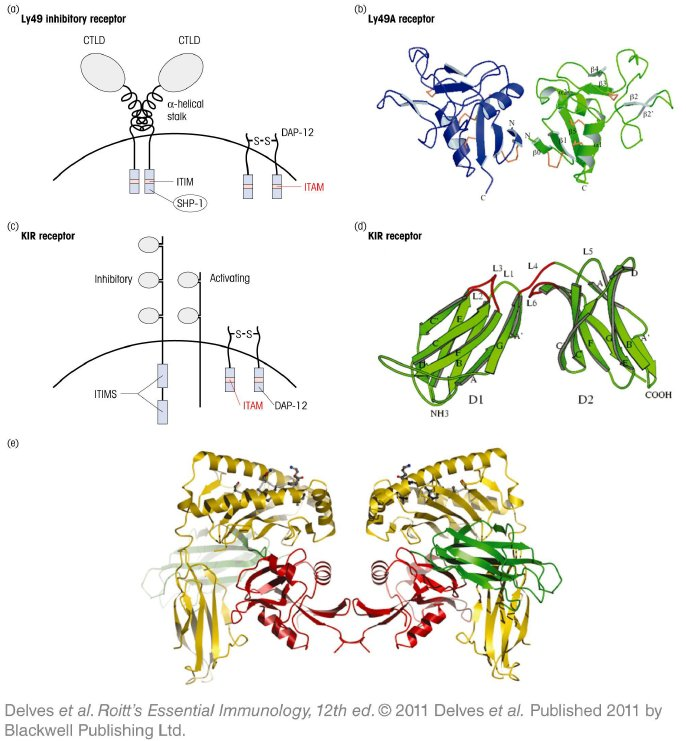 (a)
Ly49 inhibitory receptor
CTLD
CTLD
α-helical
stalk
S-S
DAP-12
ITIM
SHP-1
ITAM
(b)
Ly49A receptor
β4
β3
α2
β2
β2'
N
N
β0
β1
β5
α1
C
C
(c)
KIR receptor
Inhibitory
Activating
S-S
ITIMS
ITAM
DAP-12
(d)
KIR receptor
L3
L1
L2
L4
L6
L5
A
D
C'
E
C
F
B
D
A
G
A'
C'
C
F
G
B
E
A'
NH3
D1
D2
COOH
(e)
Delves et al. Roitt's Essential Immunology, 12th ed. © 2011 Delves et al. Published 2011 by
Blackwell Publishing Ltd.